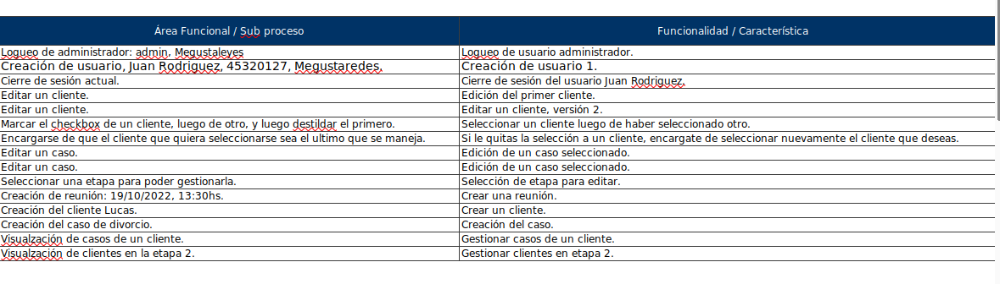 Área Funcional / Sub proceso	Funcionalidad / Característica
Logueo de administrador: admin, Megustaleyes	Logueo de usuario administrador.
Creación de usuario, Juan Rodriguez, 45320127, Megustaredes,	Creación de usuario 1.
Cierre de sesión actual.	Cierre de sesión del usuario Juan Rodriguez,
Editar un cliente.	Edición del primer cliente.
Editar un cliente.	Editar un cliente, versión 2.
Marcar el checkbox de un cliente, luego de otro, y luego destildar el primero.	Seleccionar un cliente luego de haber seleccionado otro.
Encargarse de que el cliente que quiera seleccionarse sea el ultimo que se maneja.	Si le quitas la selección a un cliente, encargate de seleccionar nuevamente el cliente que deseas.
Editar un caso.	Edición de un caso seleccionado.
Editar un caso.	Edición de un caso seleccionado.
Seleccionar una etapa para poder gestionarla.	Selección de etapa para editar.
Creación de reunión: 19/10/2022, 13:30hs.	Crear una reunión.
Creación del cliente Lucas.	Crear un cliente.
Creación del caso de divorcio.	Creación del caso.
Visualzación de casos de un cliente.	Gestionar casos de un cliente.
Visualzación de clientes en la etapa 2.	Gestionar clientes en etapa 2.